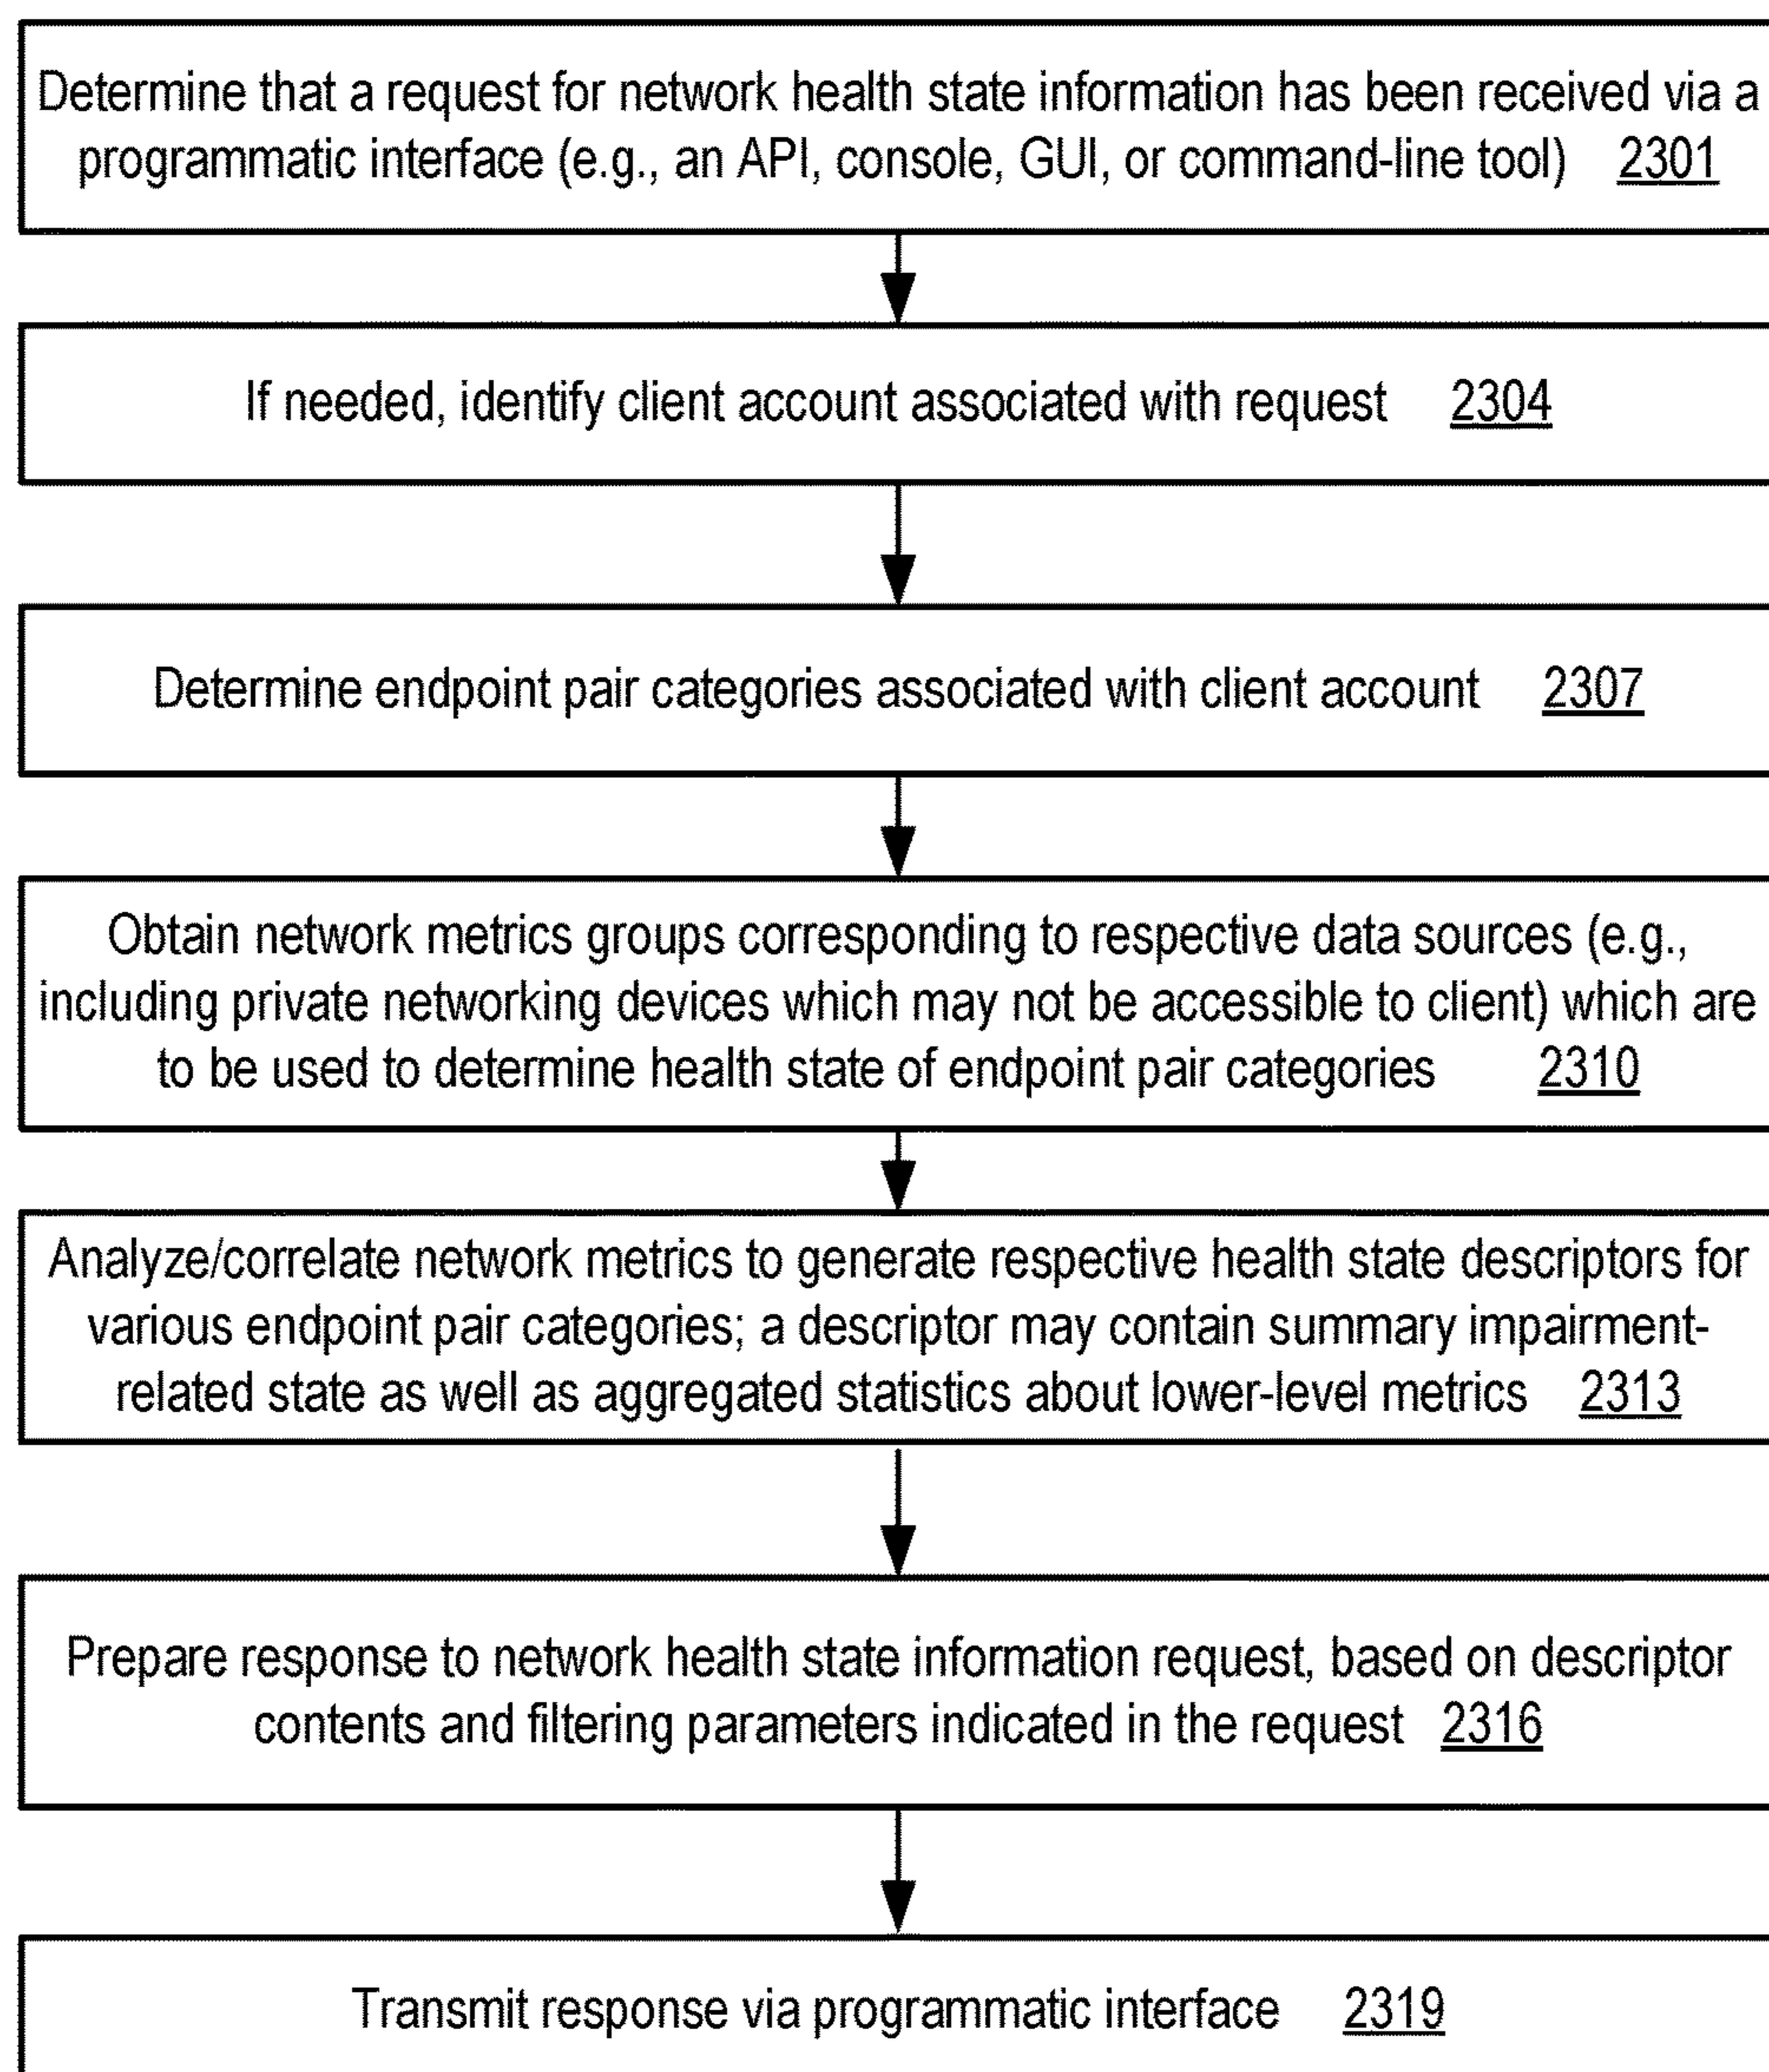 Determine that a request for network health state information has been received via a
programmatic interface (e.g., an API, console, GUI, or command-line tool) 2301
If needed, identify client account associated with request 2304
Determine endpoint pair categories associated with client account 2307
Obtain network metrics groups corresponding to respective data sources (e.g.,
including private networking devices which may not be accessible to client) which are
to be used to determine health state of endpoint pair categories 2310
Analyze/correlate network metrics to generate respective health state descriptors for
various endpoint pair categories; a descriptor may contain summary impairment-
related state as well as aggregated statistics about lower-level metrics 2313
Prepare response to network health state information request, based on descriptor
contents and filtering parameters indicated in the request 2316
Transmit response via programmatic interface 2319